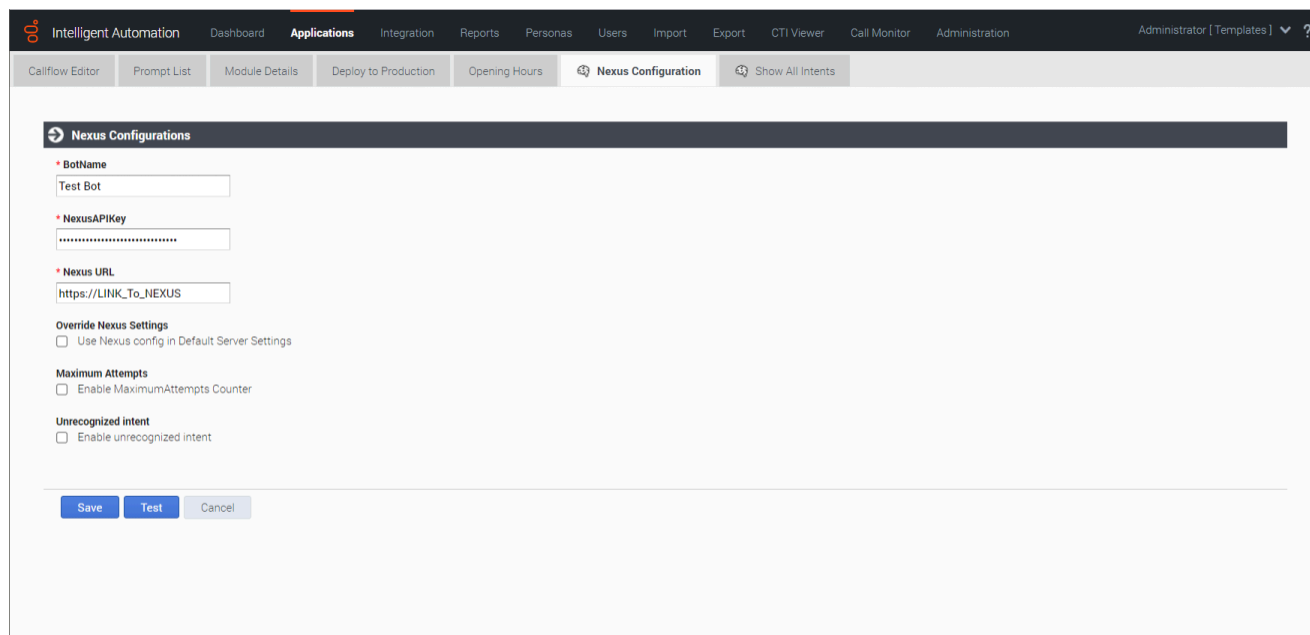 Intelligent Automation Dashboard Applications Integration Reports Personas Users Import Export CTI Viewer Call Monitor Administration Administrator [ Templates ] ?
Callflow Editor Prompt List Module Details Deploy to Production Opening Hours Nexus Configuration Show All Intents
Nexus Configurations
* BotName
Test Bot
* NexusAPIKey
•••••••••••••••••••••••••••••••
* Nexus URL
https://LINK_To_NEXUS
Override Nexus Settings
Use Nexus config in Default Server Settings
Maximum Attempts
Enable MaximumAttempts Counter
Unrecognized intent
Enable unrecognized intent
Save Test Cancel